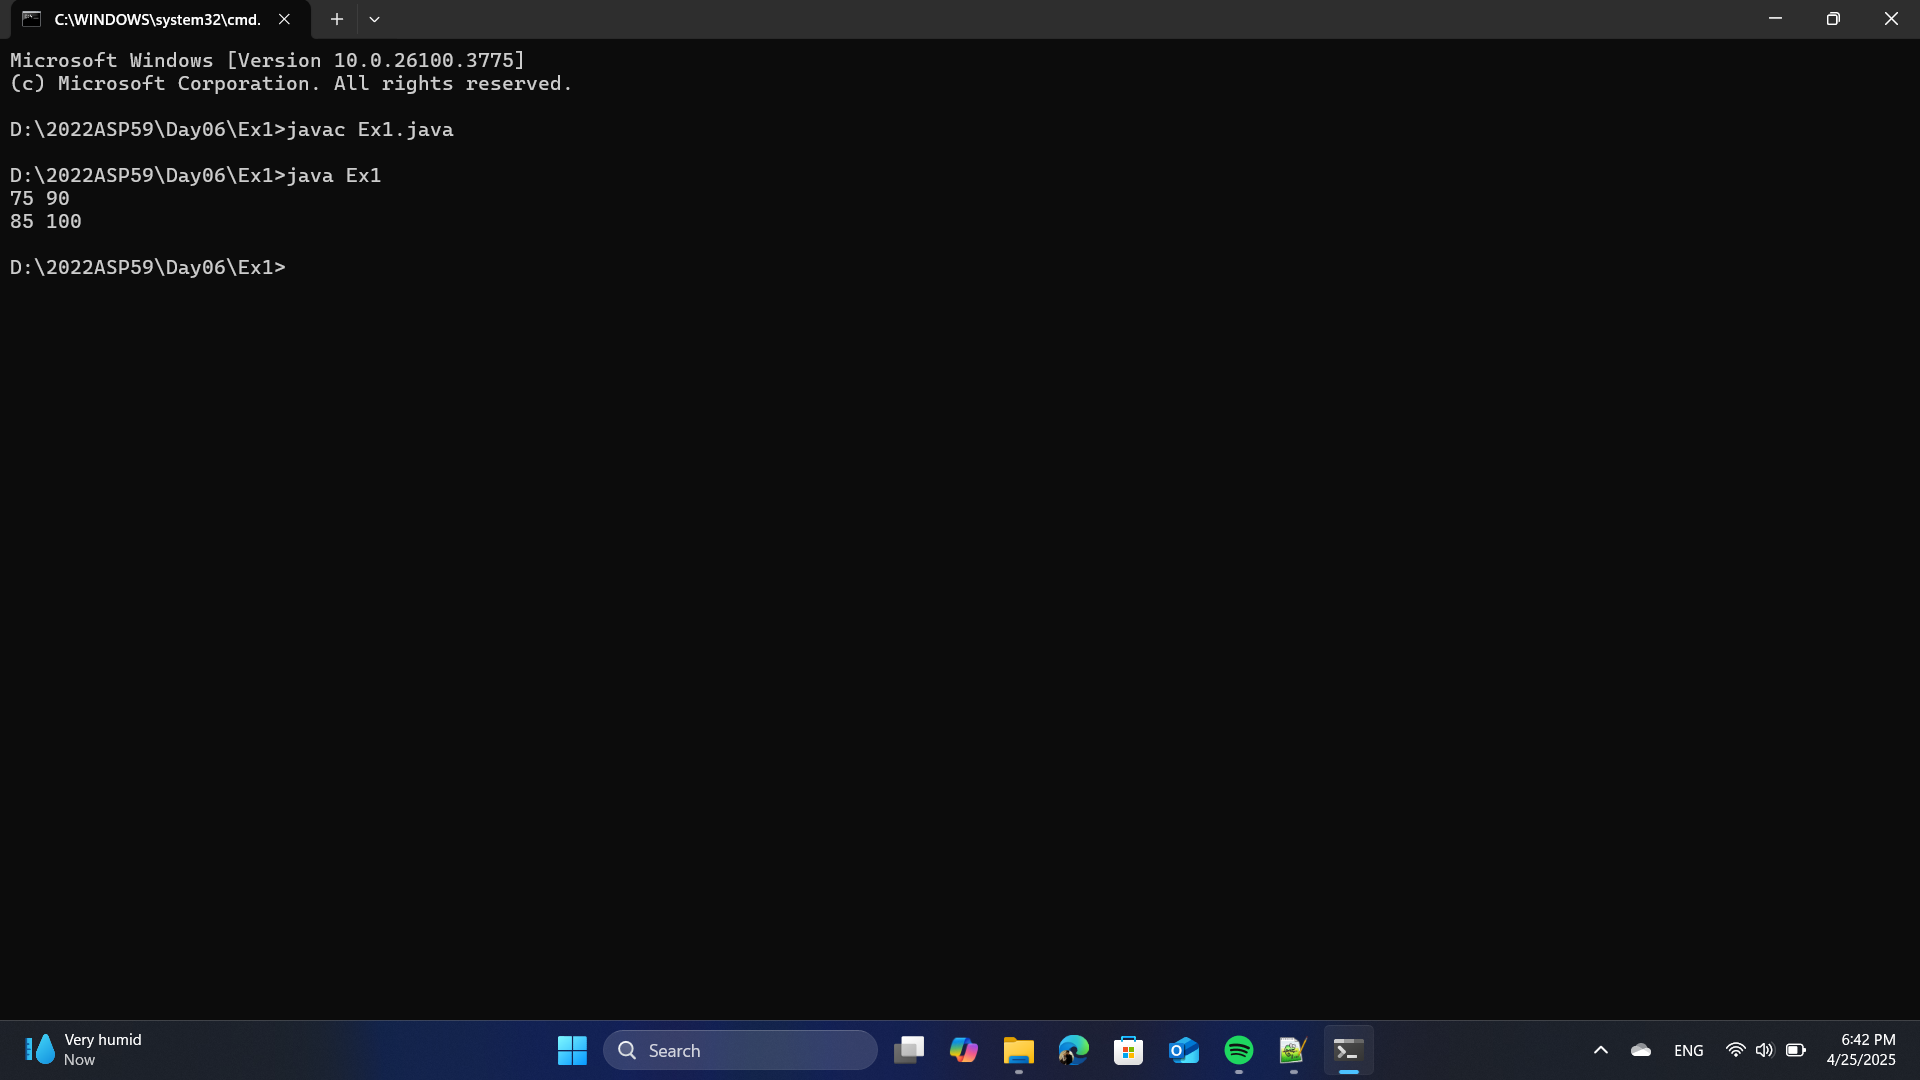 C:\WINDOWS\system32\cmd.
Microsoft Windows [Version 10.0.26100.3775]
(c) Microsoft Corporation. All rights reserved.
D:\2022ASP59\Day06\Ex1>javac Ex1.java
D:\2022ASP59\Day06\Ex1>java Ex1
75 90
85 100
D:\2022ASP59\Day06\Ex1>
Very humid
Now
Search
ENG
6:42 PM
4/25/2025